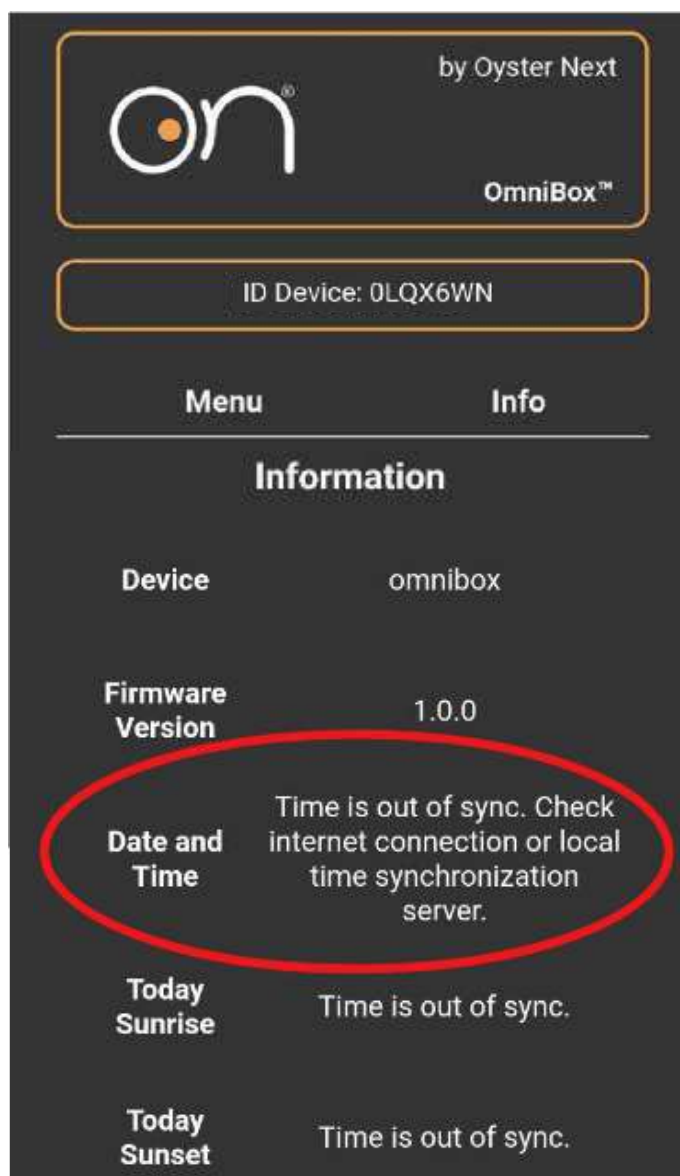 by Oyster Next
on®
OmniBox™
ID Device: 0LQX6WN
Menu Info
Information
Device omnibox
Firmware
Version
1.0.0
Date and
Time
Time is out of sync. Check
internet connection or local
time synchronization
server.
Today
Sunrise
Time is out of sync.
Today
Sunset
Time is out of sync.